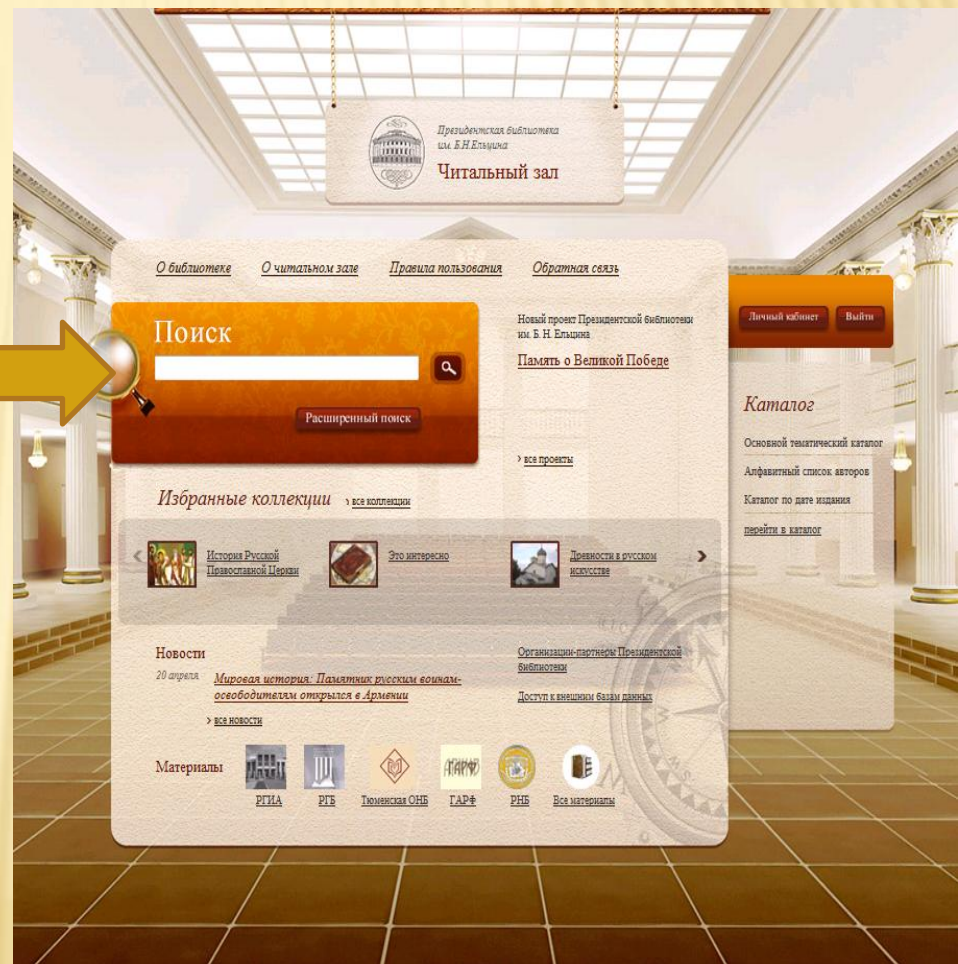 Президентская библиотека
им. Б.Н.Ельцина
Читальный зал
О библиотеке
О читальном зале
Правила пользования
Обратная связь
Поиск
Расширенный поиск
Новый проект Президентской библиотеки
им. Б. Н. Ельцина
Память о Великой Победе
> все проекты
Личный кабинет
Выйти
Каталог
Основной тематический каталог
Алфавитный список авторов
Каталог по дате издания
перейти в каталог
Избранные коллекции
> все коллекции
История Русской
Православной Церкви
Это интересно
Древности в русском
искусстве
Новости
20 апреля
Мировая история: Памятник русским воинам-
освободителям открылся в Армении
> все новости
Организации-партнеры Президентской
библиотеки
Доступ к внешним базам данных
Материалы
ГАРФ
РГИА
РГБ
Тюменская ОНБ
ГАРФ
РНБ
Все материалы